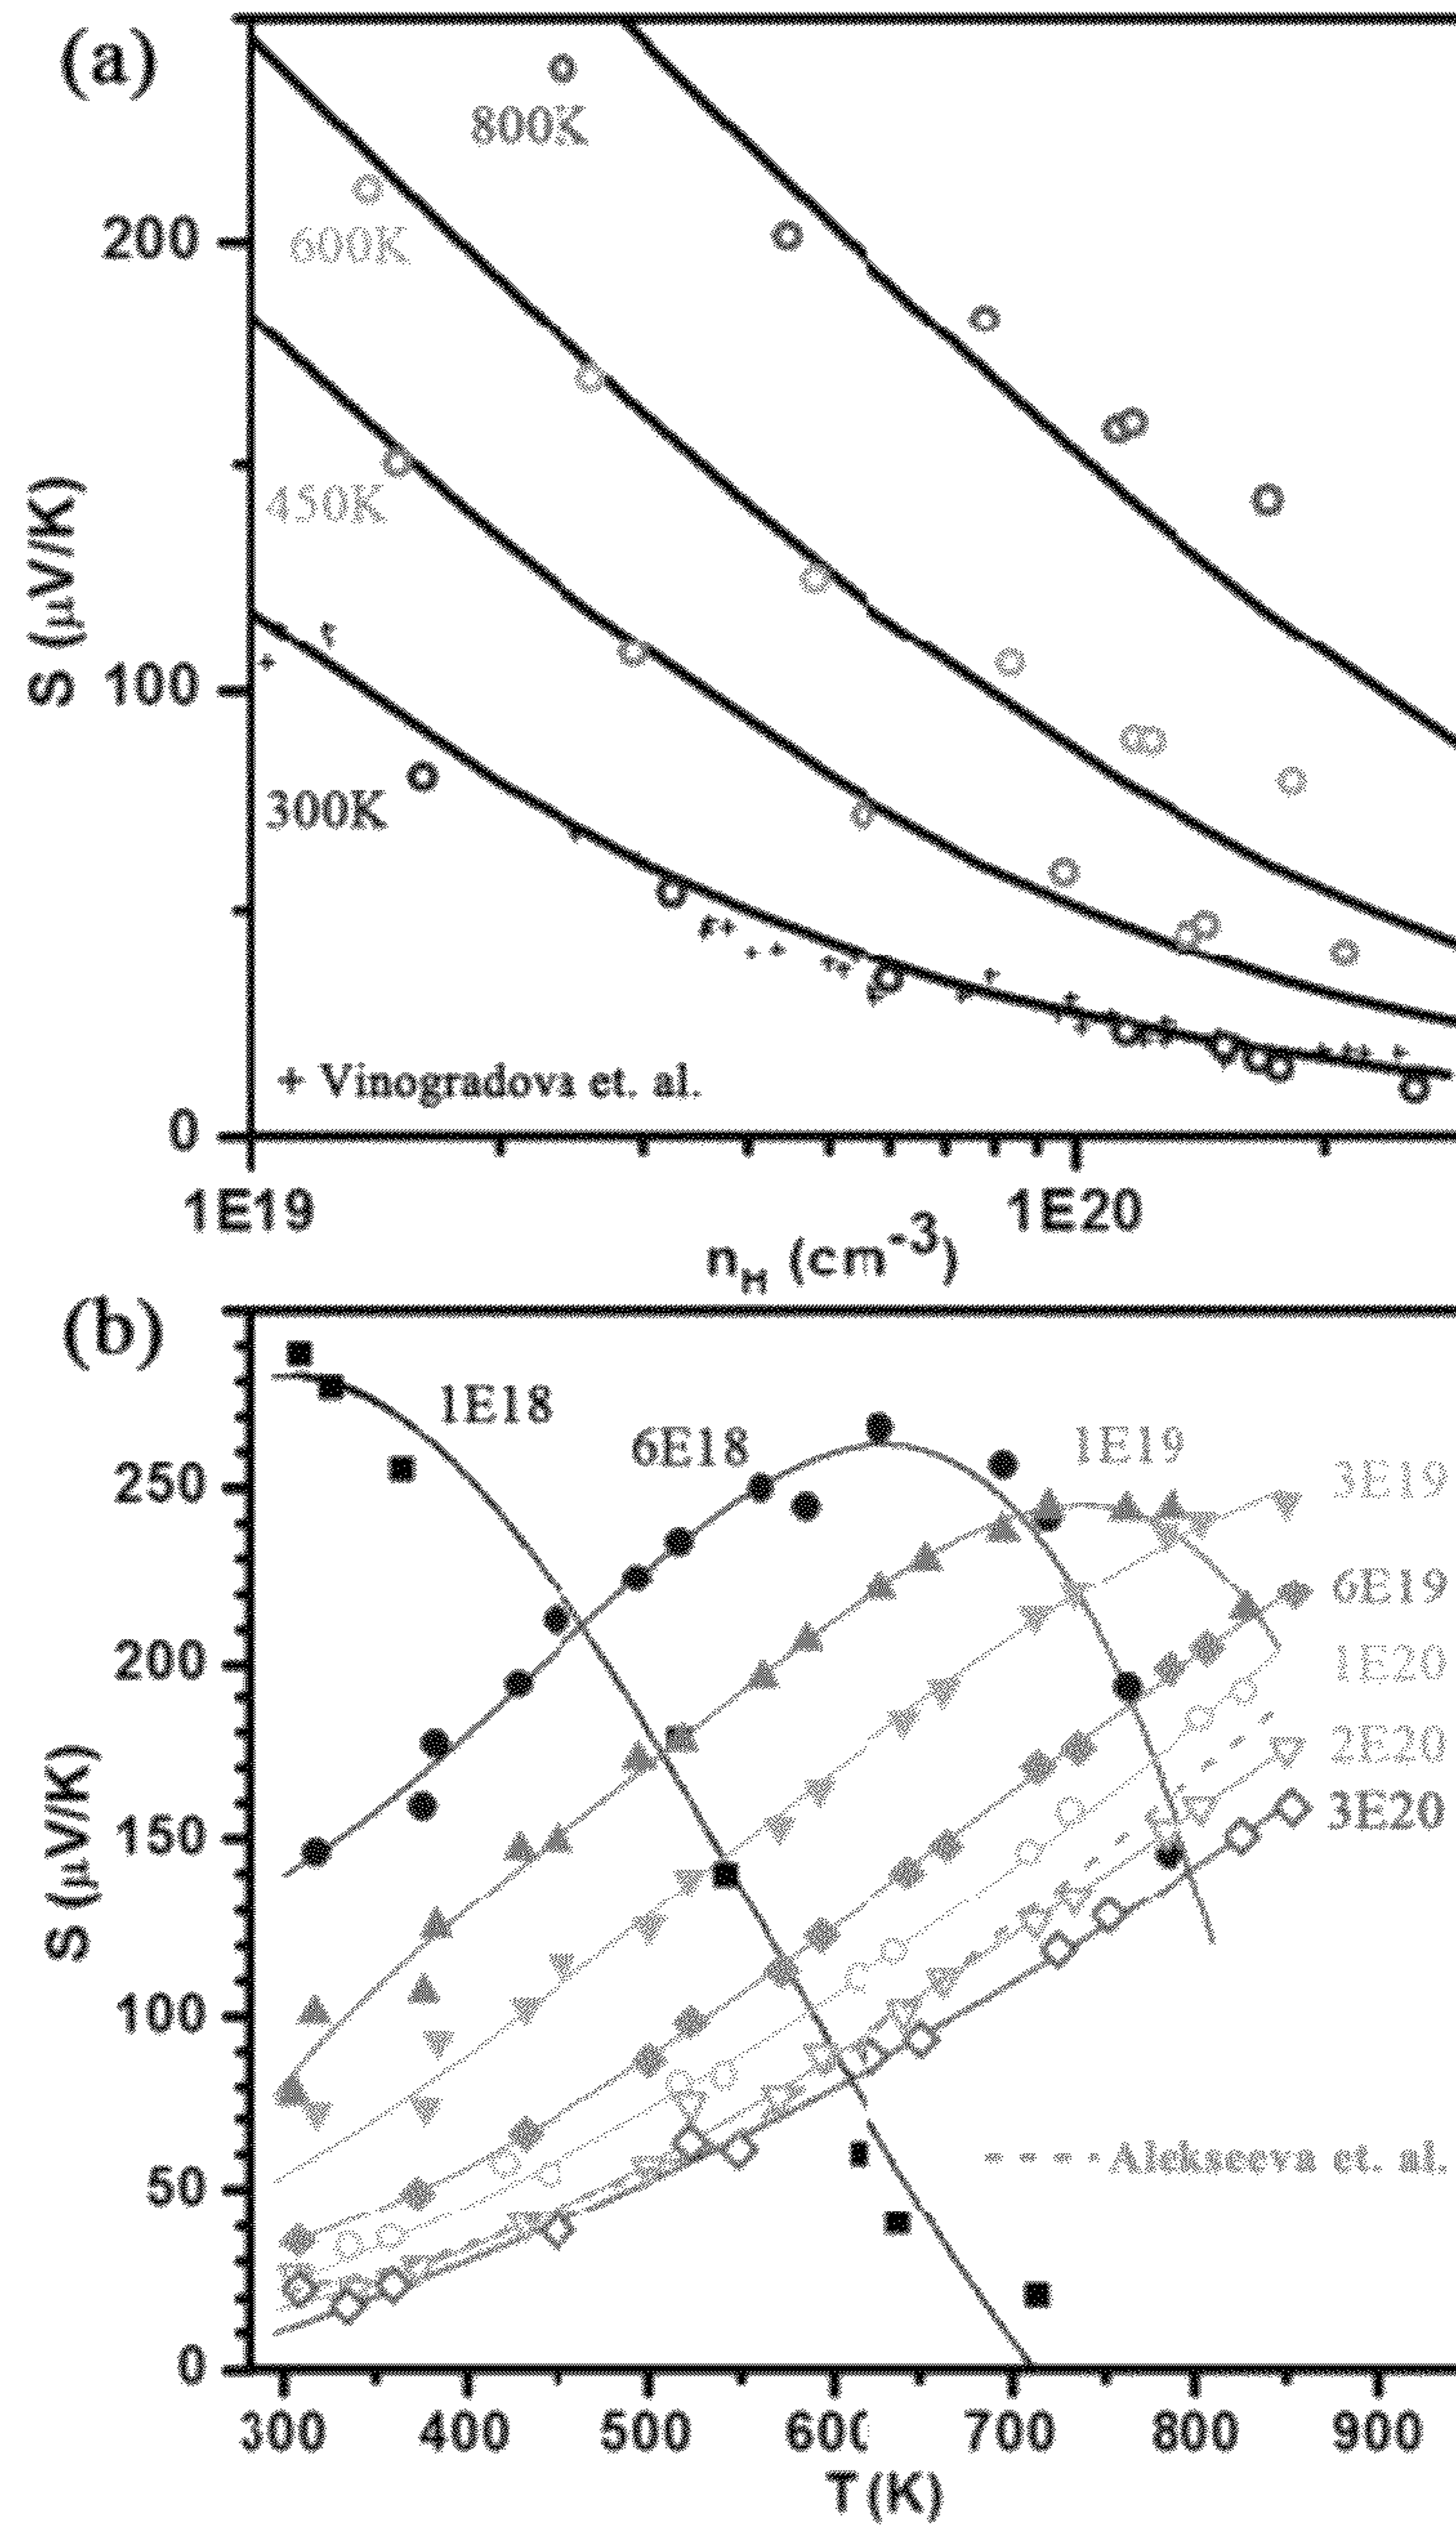 (a)
800K
200
600K
450K
S (μV/K)
100
300K
+ Vinogradova et. al.
0
1E19
1E20
n_H (cm⁻³)
(b)
1E18
6E18
1E19
3E19
250
6E19
200
1E20
2E20
3E20
S (μV/K)
150
100
Alekseeva et. al.
50
0
300
400
500
600
700
800
900
T(K)